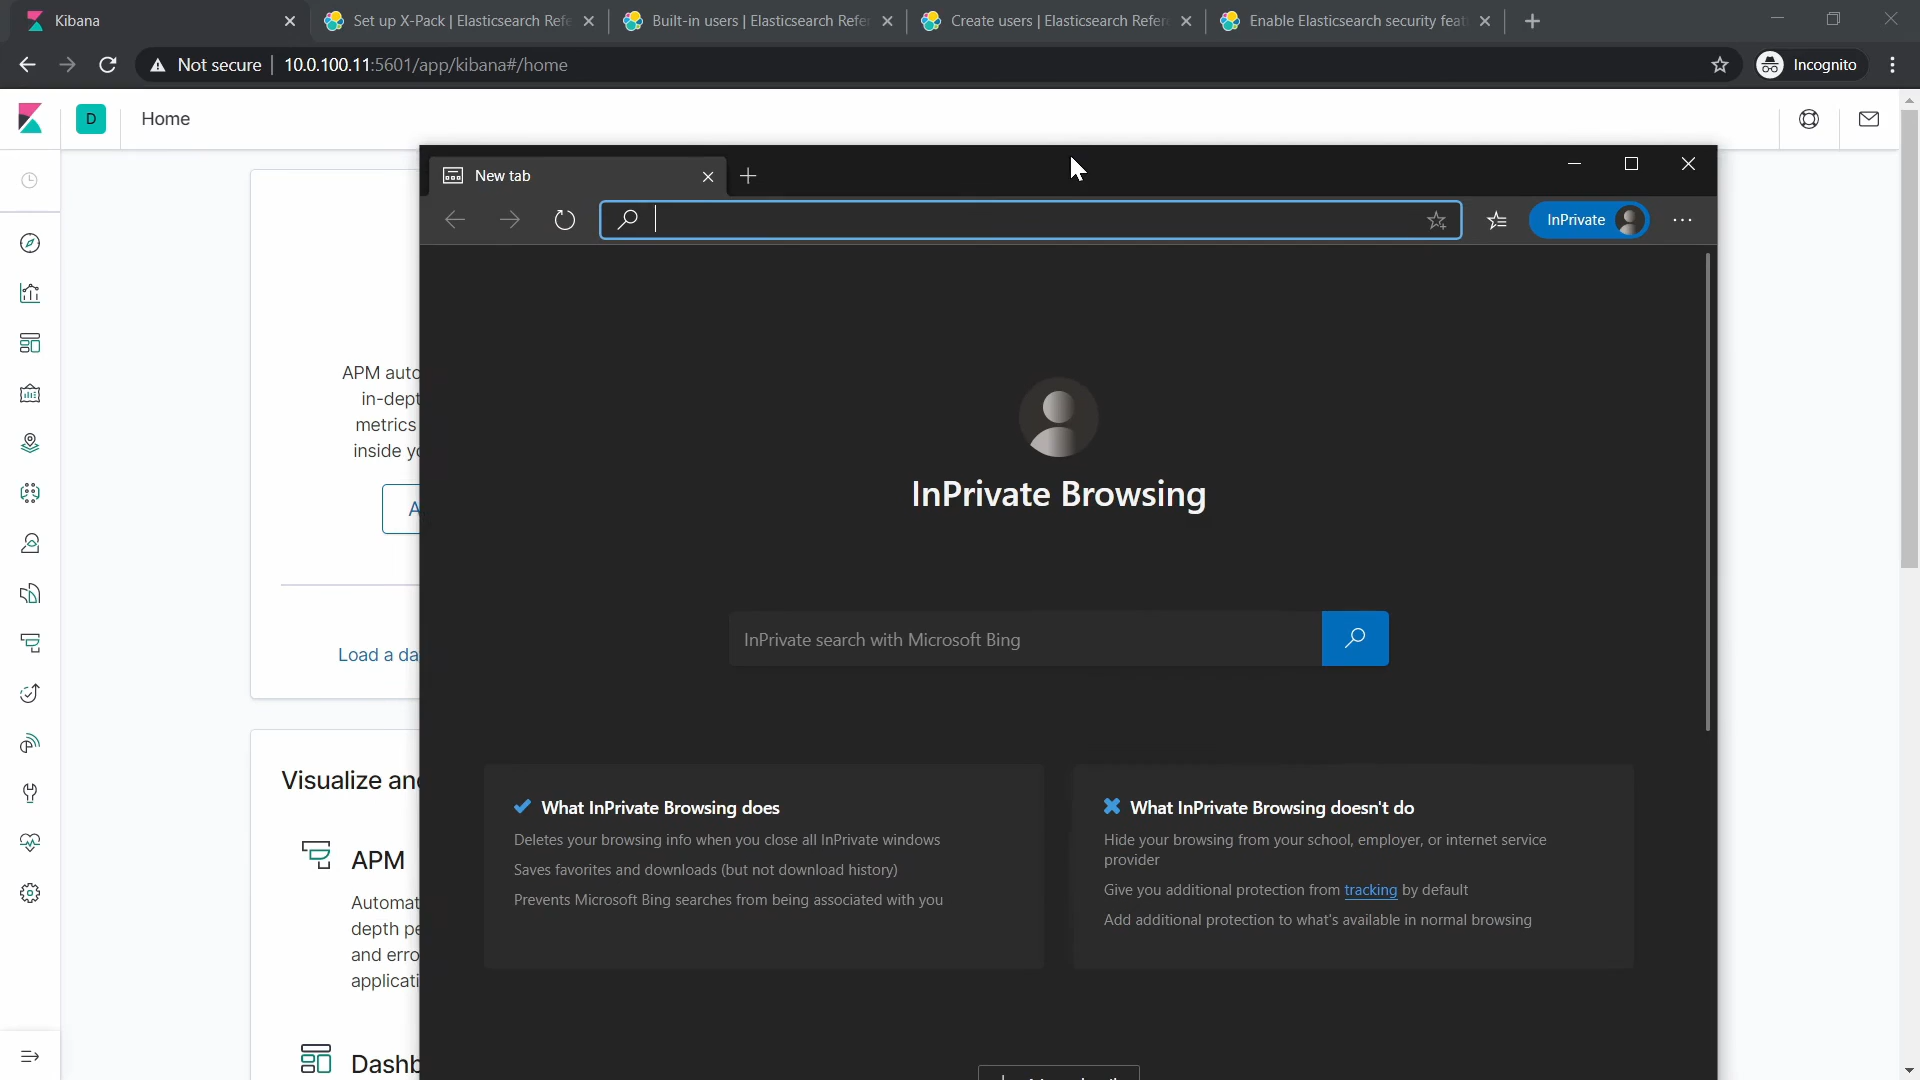 Kibana
Set up X-Pack | Elasticsearch Refe
Built-in users | Elasticsearch Refer
Create users | Elasticsearch Refere
Enable Elasticsearch security feat
Not secure
10.0.100.11:5601/app/kibana#/home
Incognito
D
Home
New tab
InPrivate
APM auto
in-dept
metrics
inside yo
A
Load a da
InPrivate Browsing
InPrivate search with Microsoft Bing
Visualize and
What InPrivate Browsing does
Deletes your browsing info when you close all InPrivate windows
Saves favorites and downloads (but not download history)
Prevents Microsoft Bing searches from being associated with you
What InPrivate Browsing doesn't do
Hide your browsing from your school, employer, or internet service
provider
Give you additional protection from tracking by default
Add additional protection to what's available in normal browsing
APM
Automat
depth pe
and erro
applicati
Dashb